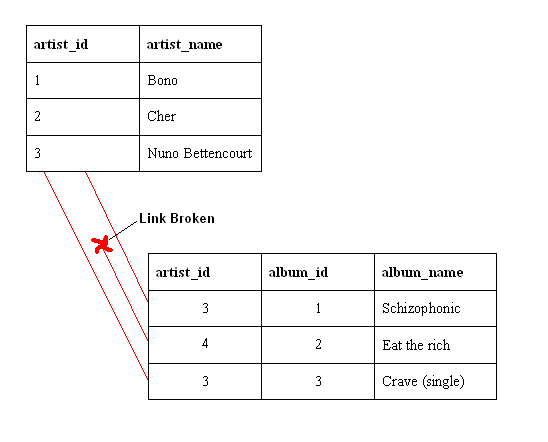 artist_id artist_name
1 Bono
2 Cher
3 Nuno Bettencourt
Link Broken
artist_id album_id album_name
3 1 Schizophonic
4 2 Eat the rich
3 3 Crave (single)